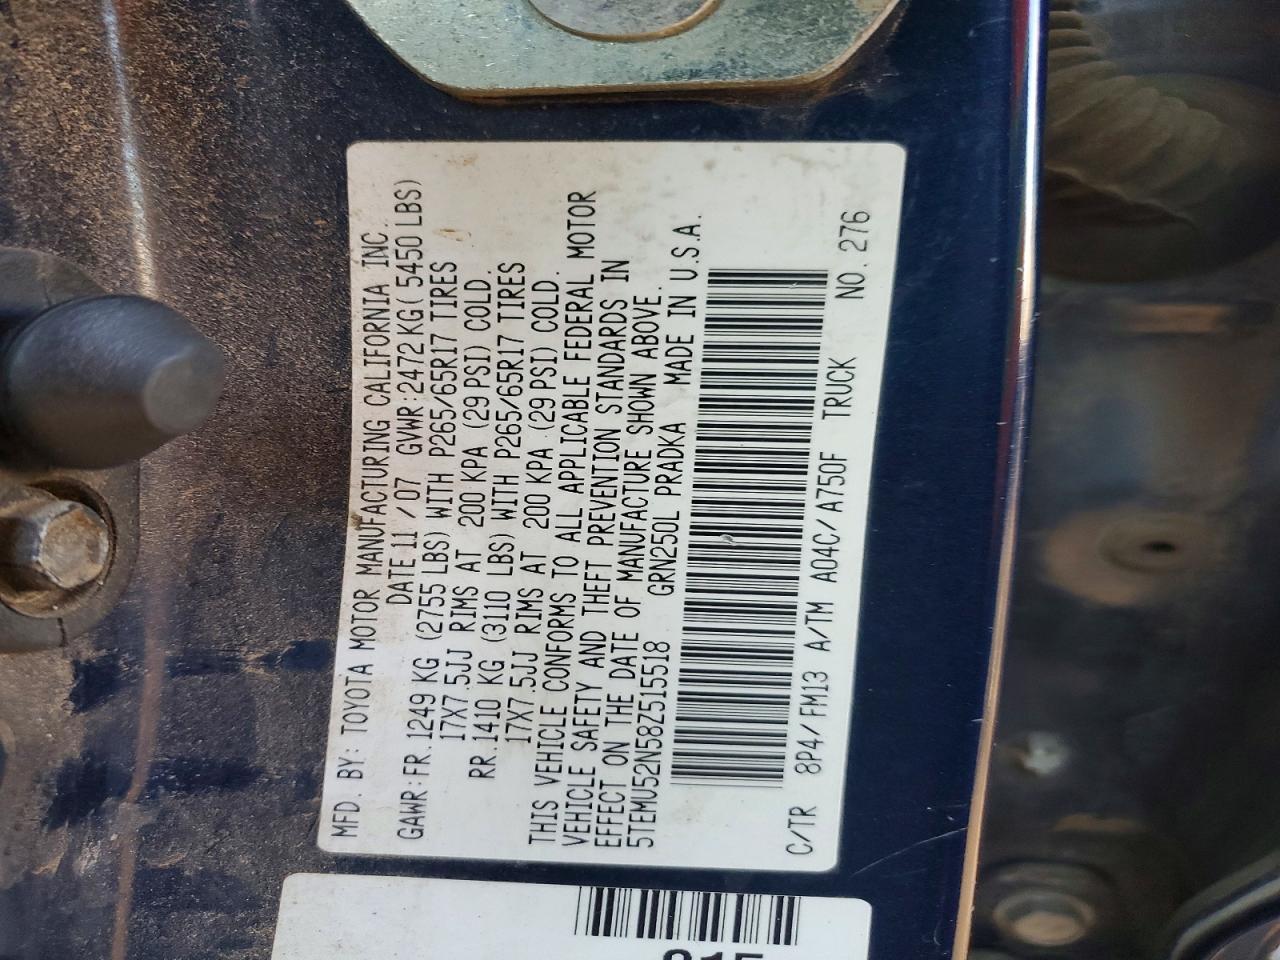 MFD. BY: TOYOTA MOTOR MANUFACTURING CALIFORNIA INC.
DATE 11 / 07 GVWR: 2472 KG( 5450 LBS)
GAWR: FR. 1249 KG (2755 LBS) WITH P265/65R17 TIRES
17X7.5JJ RIMS AT 200 KPA (29 PSI) COLD.
RR. 1410 KG (3110 LBS) WITH P265/65R17 TIRES
17X7.5JJ RIMS AT 200 KPA (29 PSI) COLD.
THIS VEHICLE CONFORMS TO ALL APPLICABLE FEDERAL MOTOR
VEHICLE SAFETY AND THEFT PREVENTION STANDARDS IN
EFFECT ON THE DATE OF MANUFACTURE SHOWN ABOVE.
5TEMU52N58Z515518 GRN250L PRADKA MADE IN U.S.A.
C/TR 8P4/FM13 A/TM A04C/A750F TRUCK NO. 276